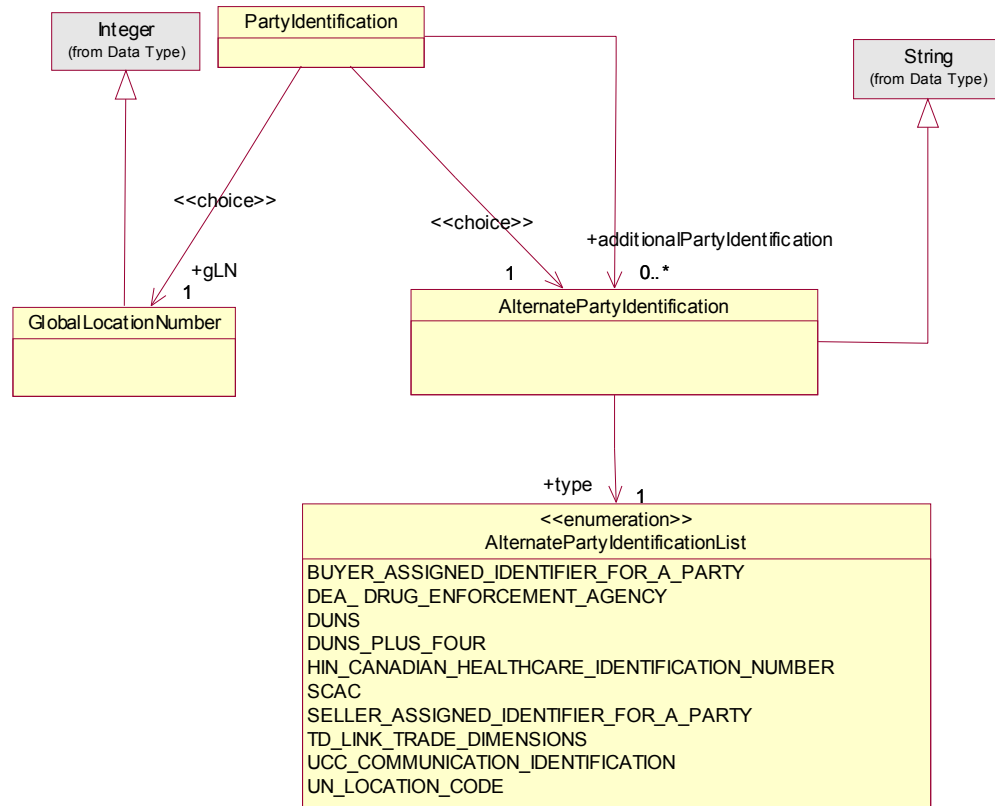 Integer
(from Data Type)
PartyIdentification
String
(from Data Type)
<<choice>>
<<choice>>
+additionalPartyIdentification
+gLN
1
1
0..*
GlobalLocationNumber
AlternatePartyIdentification
+type
1
<<enumeration>>
AlternatePartyIdentificationList
BUYER_ASSIGNED_IDENTIFIER_FOR_A_PARTY
DEA_ DRUG_ENFORCEMENT_AGENCY
DUNS
DUNS_PLUS_FOUR
HIN_CANADIAN_HEALTHCARE_IDENTIFICATION_NUMBER
SCAC
SELLER_ASSIGNED_IDENTIFIER_FOR_A_PARTY
TD_LINK_TRADE_DIMENSIONS
UCC_COMMUNICATION_IDENTIFICATION
UN_LOCATION_CODE